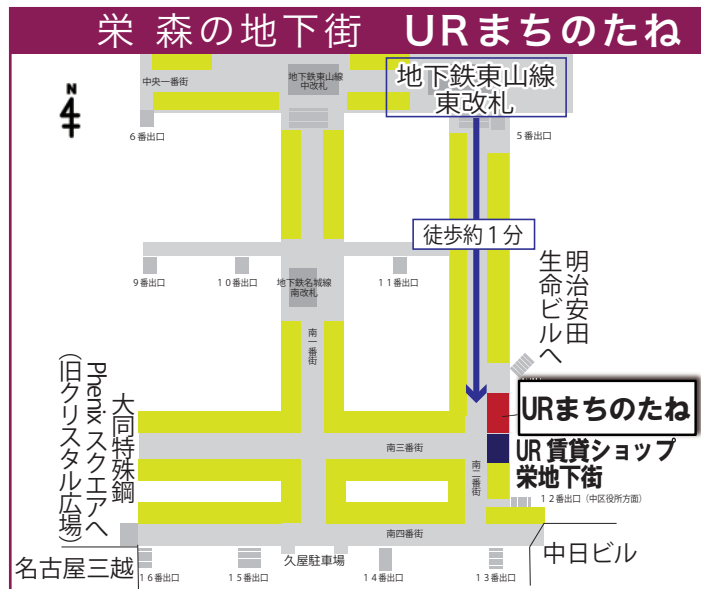 栄 森の地下街 URまちのたね
中央一番街
地下鉄東山線
中改札
地下鉄東山線
東改札
N
6番出口
5番出口
徒歩約1分
9番出口
10番出口
地下鉄名城線
南改札
11番出口
明治安田
生命ビルへ
南一番街
URまちのたね
UR 賃貸ショップ
栄地下街
大同特殊鋼
Phenix スクエアへ
(旧クリスタル広場)
南三番街
南二番街
12番出口(中区役所方面)
南四番街
名古屋三越
久屋駐車場
中日ビル
16番出口
15番出口
14番出口
13番出口